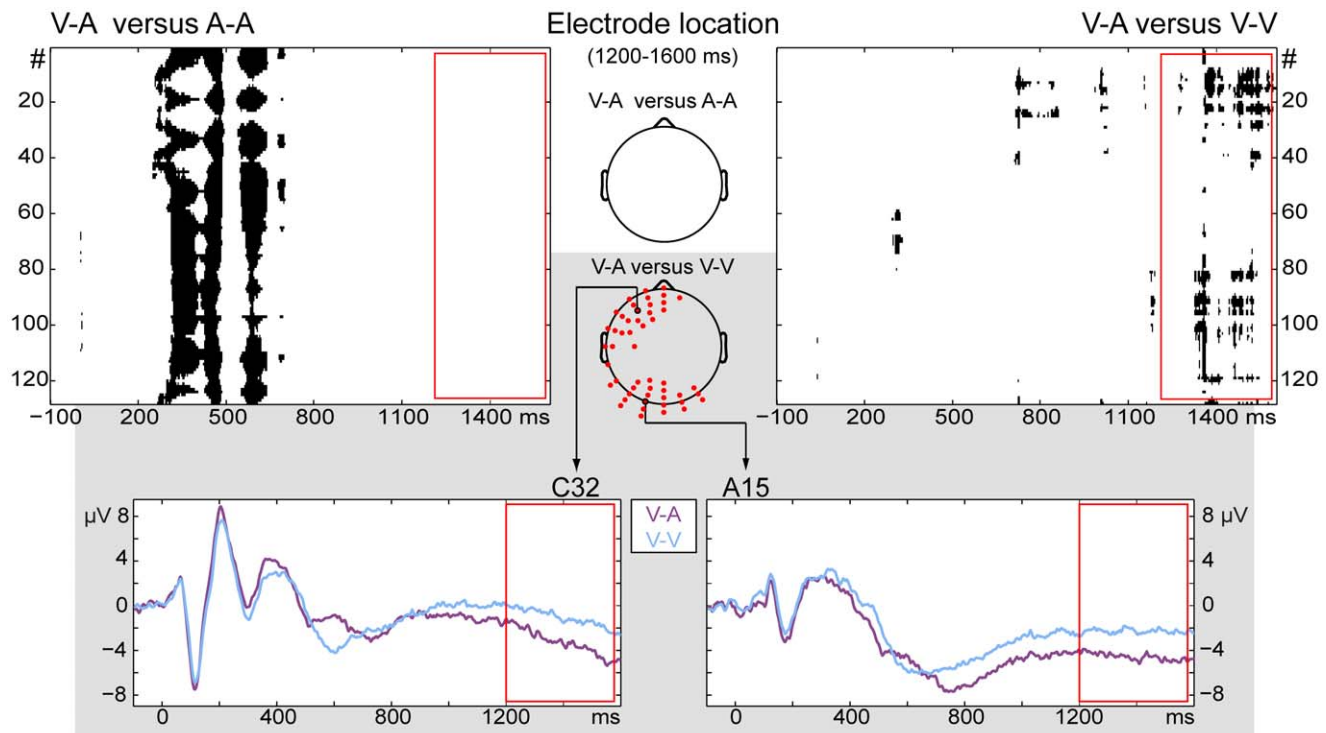 V-A versus A-A
Electrode location
V-A versus V-V
(1200-1600 ms)
#
20
40
60
80
100
120
−100 200 500 800 1100 1400 ms
V-A versus A-A
V-A versus V-V
#
20
40
60
80
100
120
−100 200 500 800 1100 1400 ms
C32
A15
µV 8
4
0
−4
−8
0 400 800 1200 ms
V-A
V-V
8 µV
4
0
−4
−8
0 400 800 1200 ms